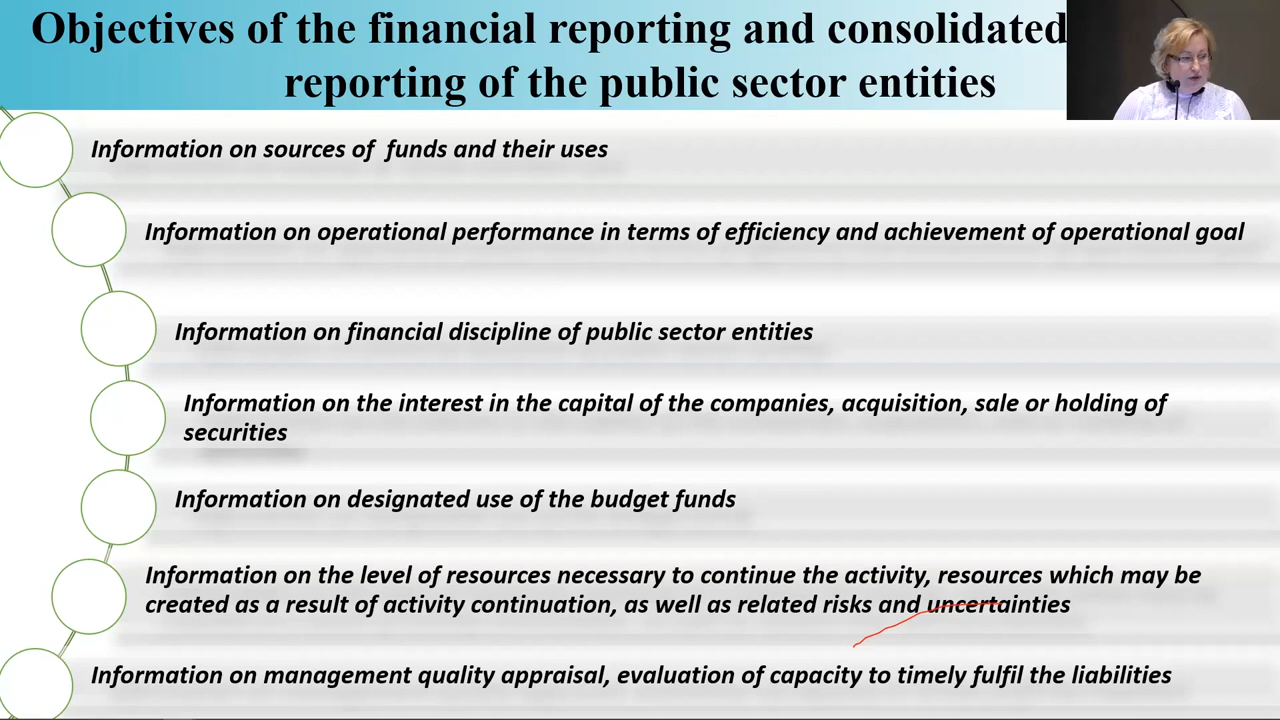 Objectives of the financial reporting and consolidated
reporting of the public sector entities
Information on sources of funds and their uses
Information on operational performance in terms of efficiency and achievement of operational goal
Information on financial discipline of public sector entities
Information on the interest in the capital of the companies, acquisition, sale or holding of
securities
Information on designated use of the budget funds
Information on the level of resources necessary to continue the activity, resources which may be
created as a result of activity continuation, as well as related risks and uncertainties
Information on management quality appraisal, evaluation of capacity to timely fulfil the liabilities